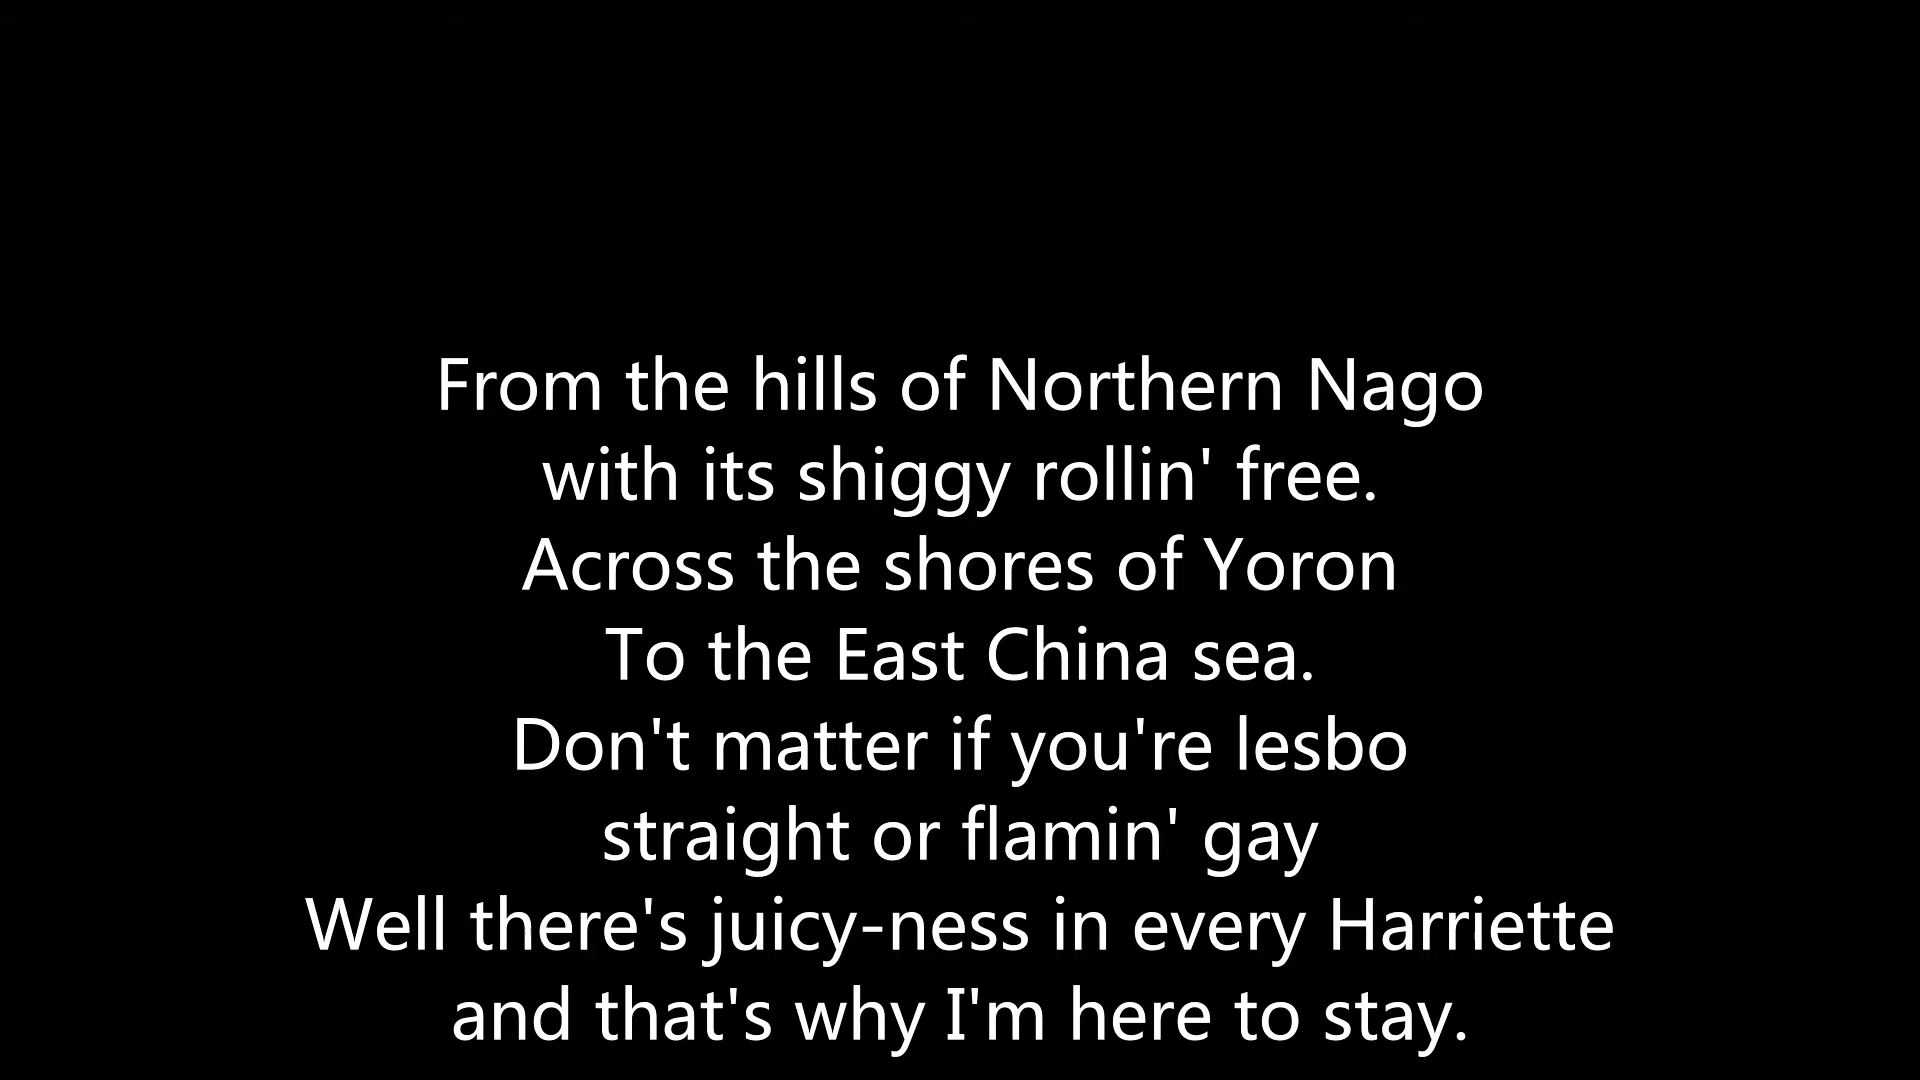 From the hills of Northern Nago
with its shiggy rollin' free.
Across the shores of Yoron
To the East China sea.
Don't matter if you're lesbo
straight or flamin' gay
Well there's juicy-ness in every Harriette
and that's why I'm here to stay.